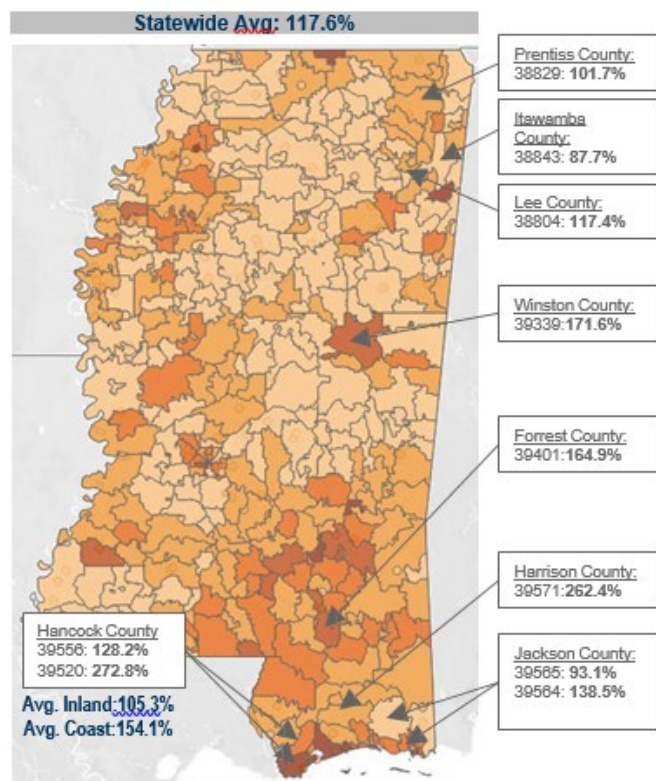 Statewide Avg: 117.6%
Prentiss County:
38829: 101.7%
Itawamba
County:
38843: 87.7%
Lee County:
38804: 117.4%
Winston County:
39339: 171.6%
Forrest County:
39401:164.9%
Harrison County:
39571:262.4%
Jackson County:
39565: 93.1%
39564: 138.5%
Hancock County
39556: 128.2%
39520: 272.8%
Avg. Inland:105.3%
Avg. Coast:154.1%